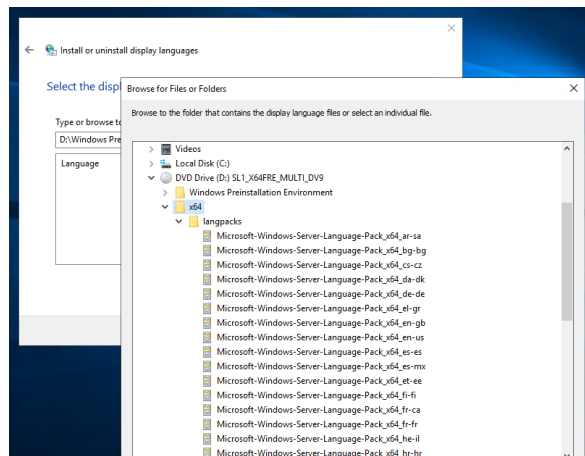 Install or uninstall display languages
Select the displ
Browse for Files or Folders
Browse to the folder that contains the display language files or select an individual file.
Type or browse to
D:\Windows Pre
Language
Videos
Local Disk (C:)
DVD Drive (D:) SL1_X64FRE_MULTI_DV9
Windows Preinstallation Environment
x64
langpacks
Microsoft-Windows-Server-Language-Pack_x64_ar-sa
Microsoft-Windows-Server-Language-Pack_x64_bg-bg
Microsoft-Windows-Server-Language-Pack_x64_cs-cz
Microsoft-Windows-Server-Language-Pack_x64_da-dk
Microsoft-Windows-Server-Language-Pack_x64_de-de
Microsoft-Windows-Server-Language-Pack_x64_el-gr
Microsoft-Windows-Server-Language-Pack_x64_en-gb
Microsoft-Windows-Server-Language-Pack_x64_en-us
Microsoft-Windows-Server-Language-Pack_x64_es-es
Microsoft-Windows-Server-Language-Pack_x64_es-mx
Microsoft-Windows-Server-Language-Pack_x64_et-ee
Microsoft-Windows-Server-Language-Pack_x64_fi-fi
Microsoft-Windows-Server-Language-Pack_x64_fr-ca
Microsoft-Windows-Server-Language-Pack_x64_fr-fr
Microsoft-Windows-Server-Language-Pack_x64_he-il
Microsoft-Windows-Server-Language-Pack_x64_hr-hr